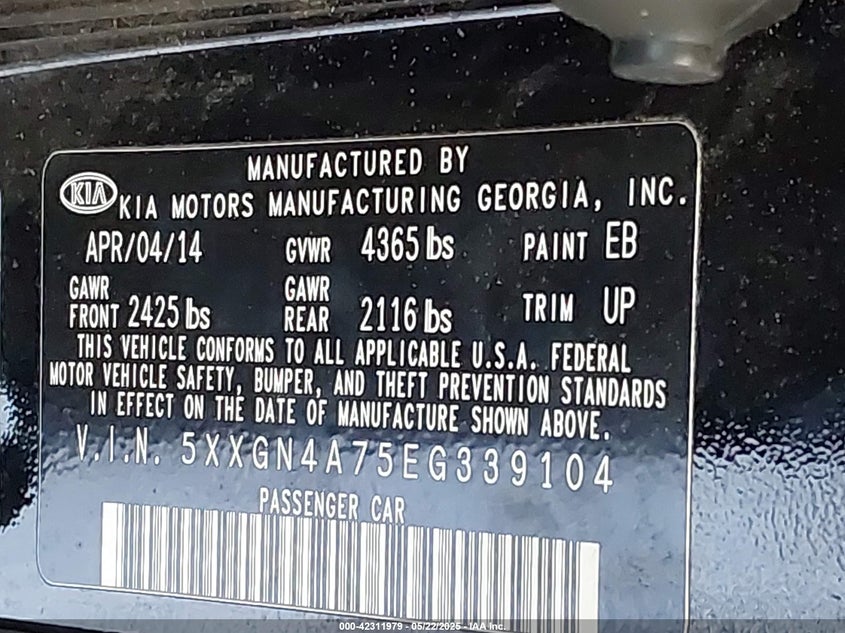 MANUFACTURED BY
KIA KIA MOTORS MANUFACTURING GEORGIA, INC.
APR/04/14 GVWR 4365 lbs PAINT EB
GAWR FRONT 2425 lbs GAWR REAR 2116 lbs TRIM UP
THIS VEHICLE CONFORMS TO ALL APPLICABLE U.S.A. FEDERAL
MOTOR VEHICLE SAFETY, BUMPER, AND THEFT PREVENTION STANDARDS
IN EFFECT ON THE DATE OF MANUFACTURE SHOWN ABOVE.
V.I.N. 5XXGN4A75EG339104
PASSENGER CAR
000-42311979 - 05/22/2025 - IAA Inc.